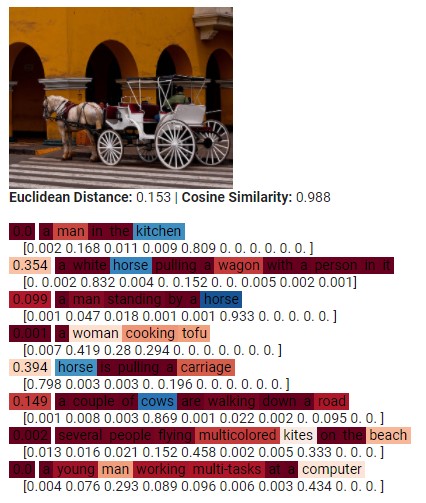 Euclidean Distance: 0.153 | Cosine Similarity: 0.988
0.0 a man in the kitchen
[0.002 0.168 0.011 0.009 0.809 0. 0. 0. 0. 0. 0. ]
0.354 a white horse pulling a wagon with a person in it
[0. 0.002 0.832 0.004 0. 0.152 0. 0. 0.005 0.002 0.001]
0.099 a man standing by a horse
[0.001 0.047 0.018 0.001 0.001 0.933 0. 0. 0. 0. 0. ]
0.001 a woman cooking tofu
[0.007 0.419 0.28 0.294 0. 0. 0. 0. 0. 0. 0. ]
0.394 horse is pulling a carriage
[0.798 0.003 0.003 0. 0.196 0. 0. 0. 0. 0. 0. ]
0.149 a couple of cows are walking down a road
[0.001 0.008 0.003 0.869 0.001 0.022 0.002 0. 0.095 0. 0. ]
0.002 several people flying multicolored kites on the beach
[0.013 0.016 0.021 0.152 0.458 0.002 0.005 0.333 0. 0. 0. ]
0.0 a young man working multi-tasks at a computer
[0.004 0.076 0.293 0.089 0.096 0.006 0.003 0.434 0. 0. 0. ]